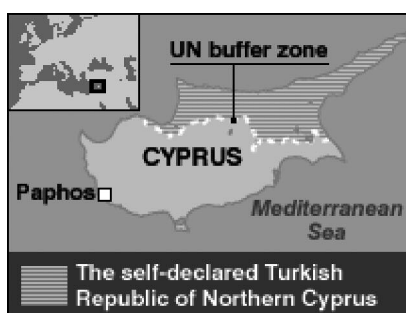 UN buffer zone
CYPRUS
Paphos
Mediterranean
Sea
The self-declared Turkish
Republic of Northern Cyprus